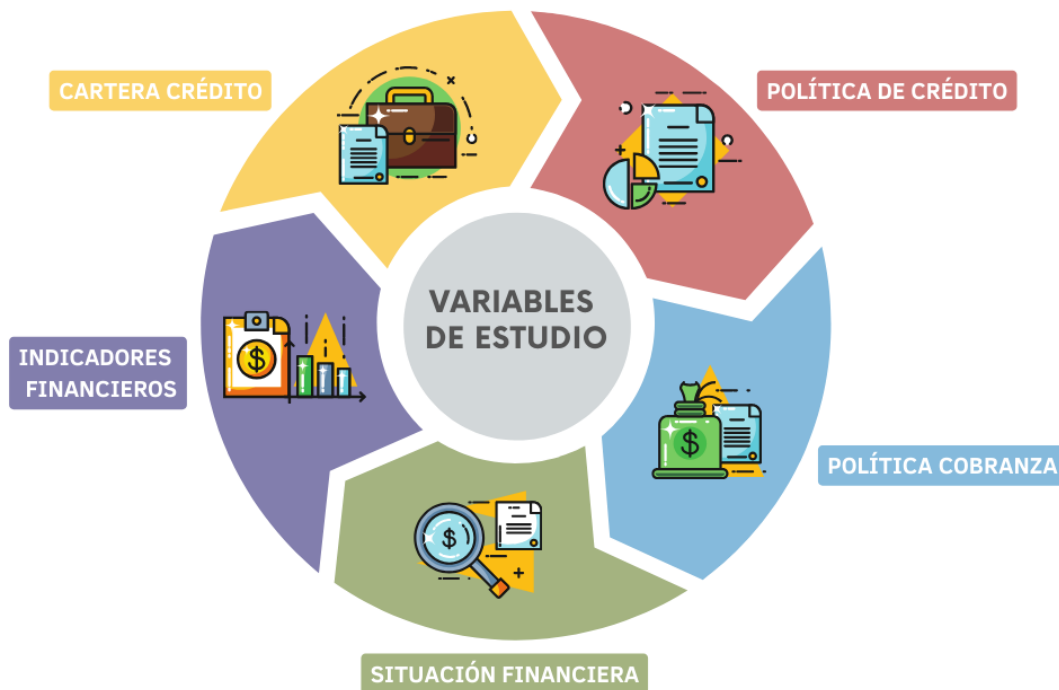 CARTERA CRÉDITO
POLÍTICA DE CRÉDITO
VARIABLES
DE ESTUDIO
INDICADORES
FINANCIEROS
POLÍTICA COBRANZA
SITUACIÓN FINANCIERA